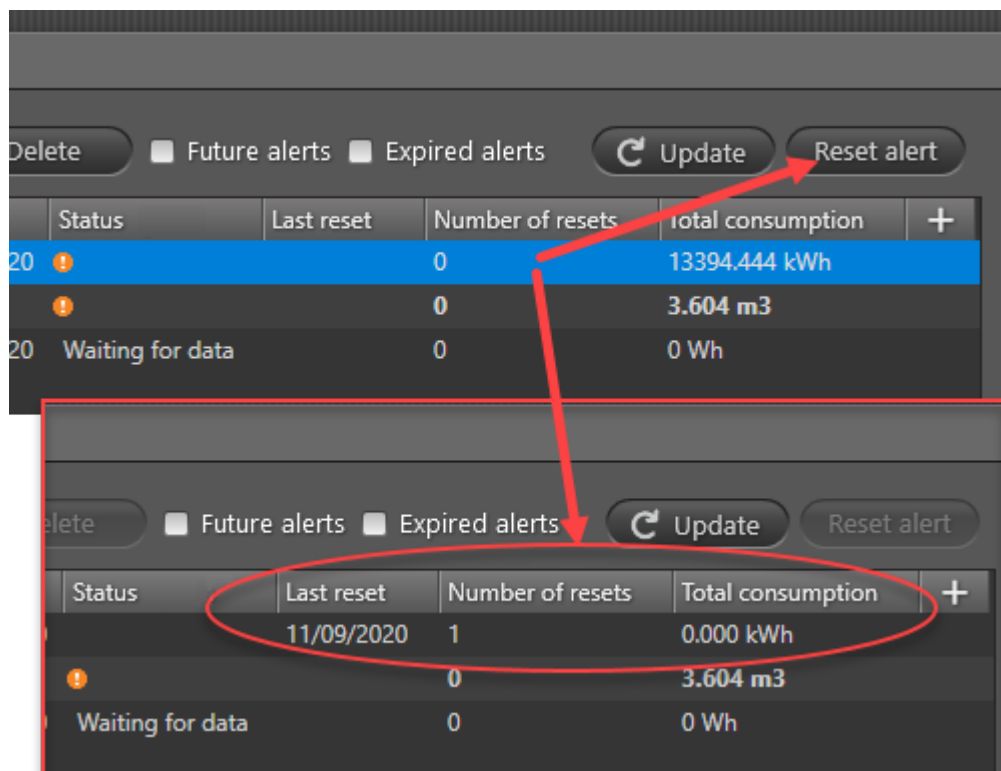 Delete Future alerts Expired alerts Update Reset alert
Status Last reset Number of resets Total consumption +
20 0 13394.444 kWh
0 3.604 m3
20 Waiting for data 0 0 Wh
elete Future alerts Expired alerts Update Reset alert
Status Last reset Number of resets Total consumption +
11/09/2020 1 0.000 kWh
0 3.604 m3
Waiting for data 0 0 Wh